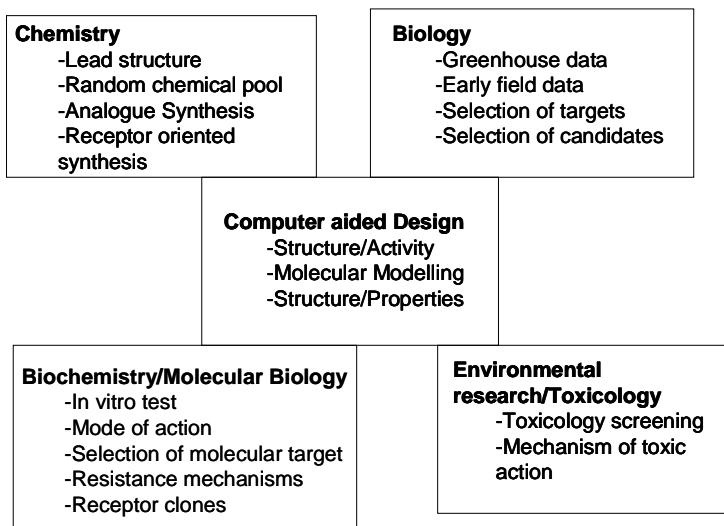 Chemistry
-Lead structure
-Random chemical pool
-Analogue Synthesis
-Receptor oriented
synthesis
Biology
-Greenhouse data
-Early field data
-Selection of targets
-Selection of candidates
Computer aided Design
-Structure/Activity
-Molecular Modelling
-Structure/Properties
Biochemistry/Molecular Biology
-In vitro test
-Mode of action
-Selection of molecular target
-Resistance mechanisms
-Receptor clones
Environmental
research/Toxicology
-Toxicology screening
-Mechanism of toxic
action